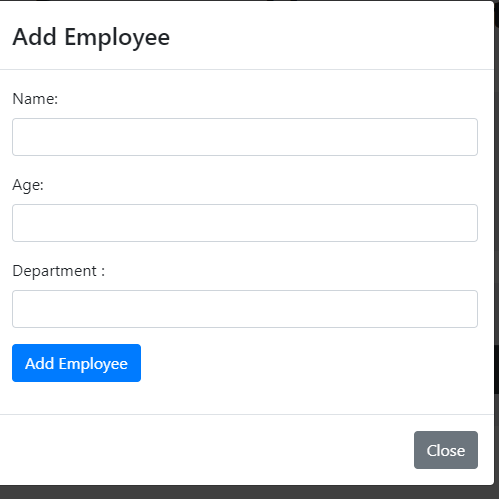 Add Employee
Name:
Age:
Department :
Add Employee
Close